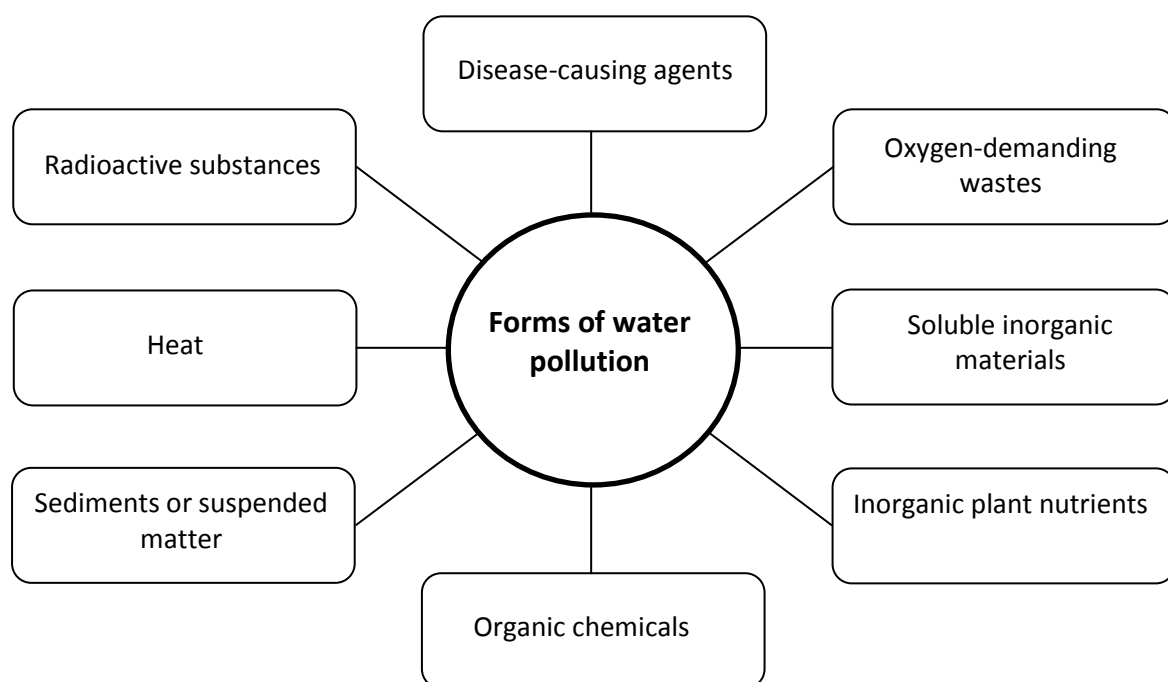 Disease-causing agents
Radioactive substances
Oxygen-demanding
wastes
Forms of water
pollution
Heat
Soluble inorganic
materials
Sediments or suspended
matter
Inorganic plant nutrients
Organic chemicals